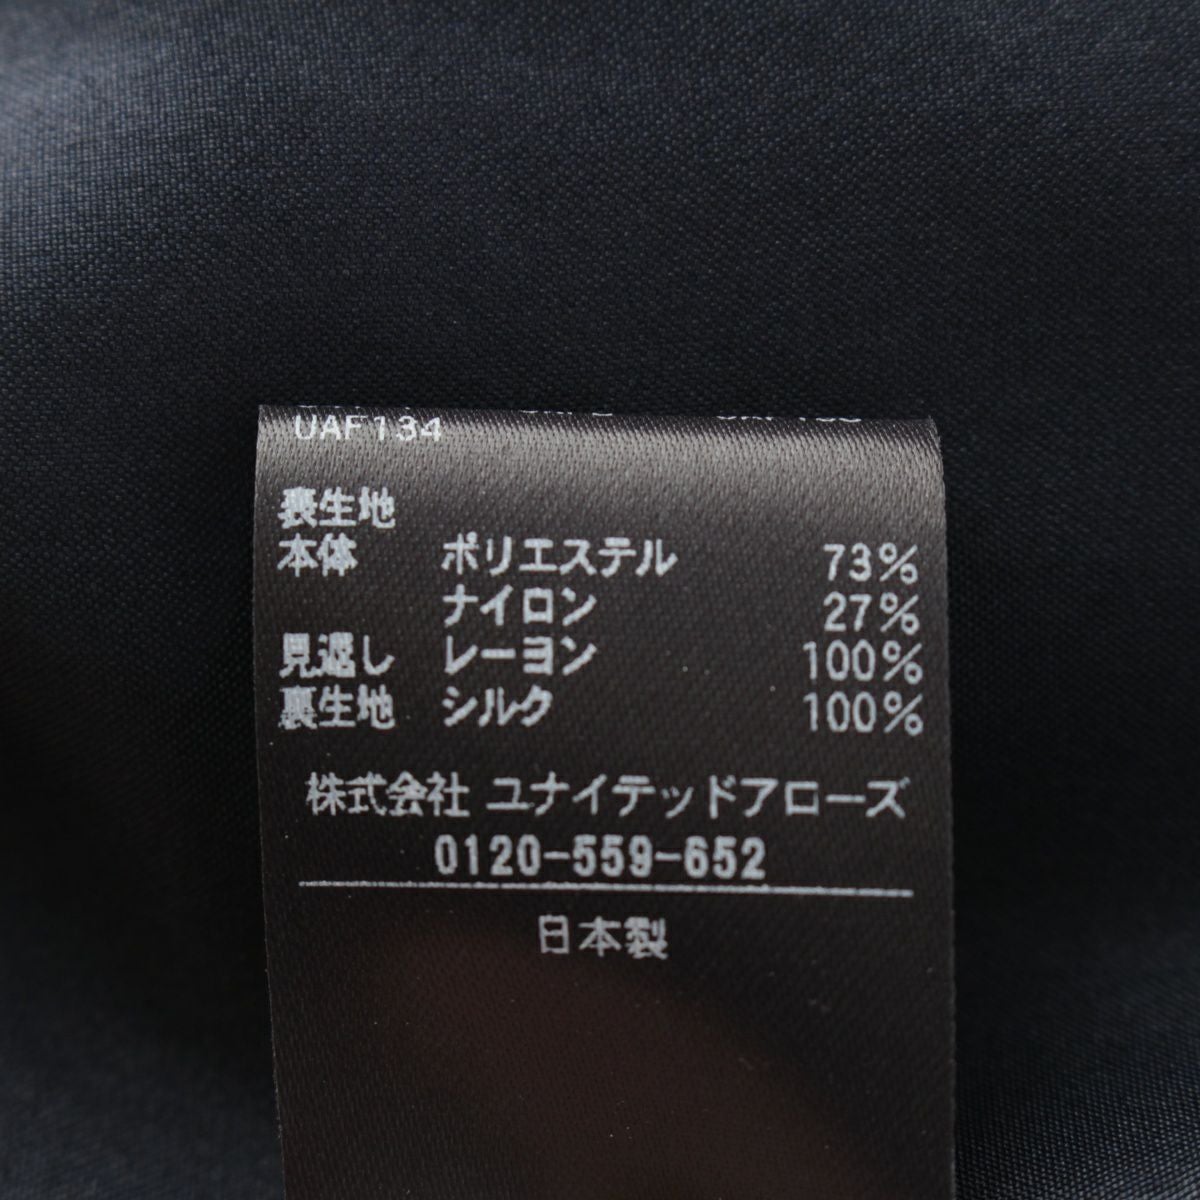 UAF134
表生地
本体 ポリエステル 73%
ナイロン 27%
見返し レーヨン 100%
裏生地 シルク 100%
株式会社 ユナイテッドアローズ
0120-559-652
日本製